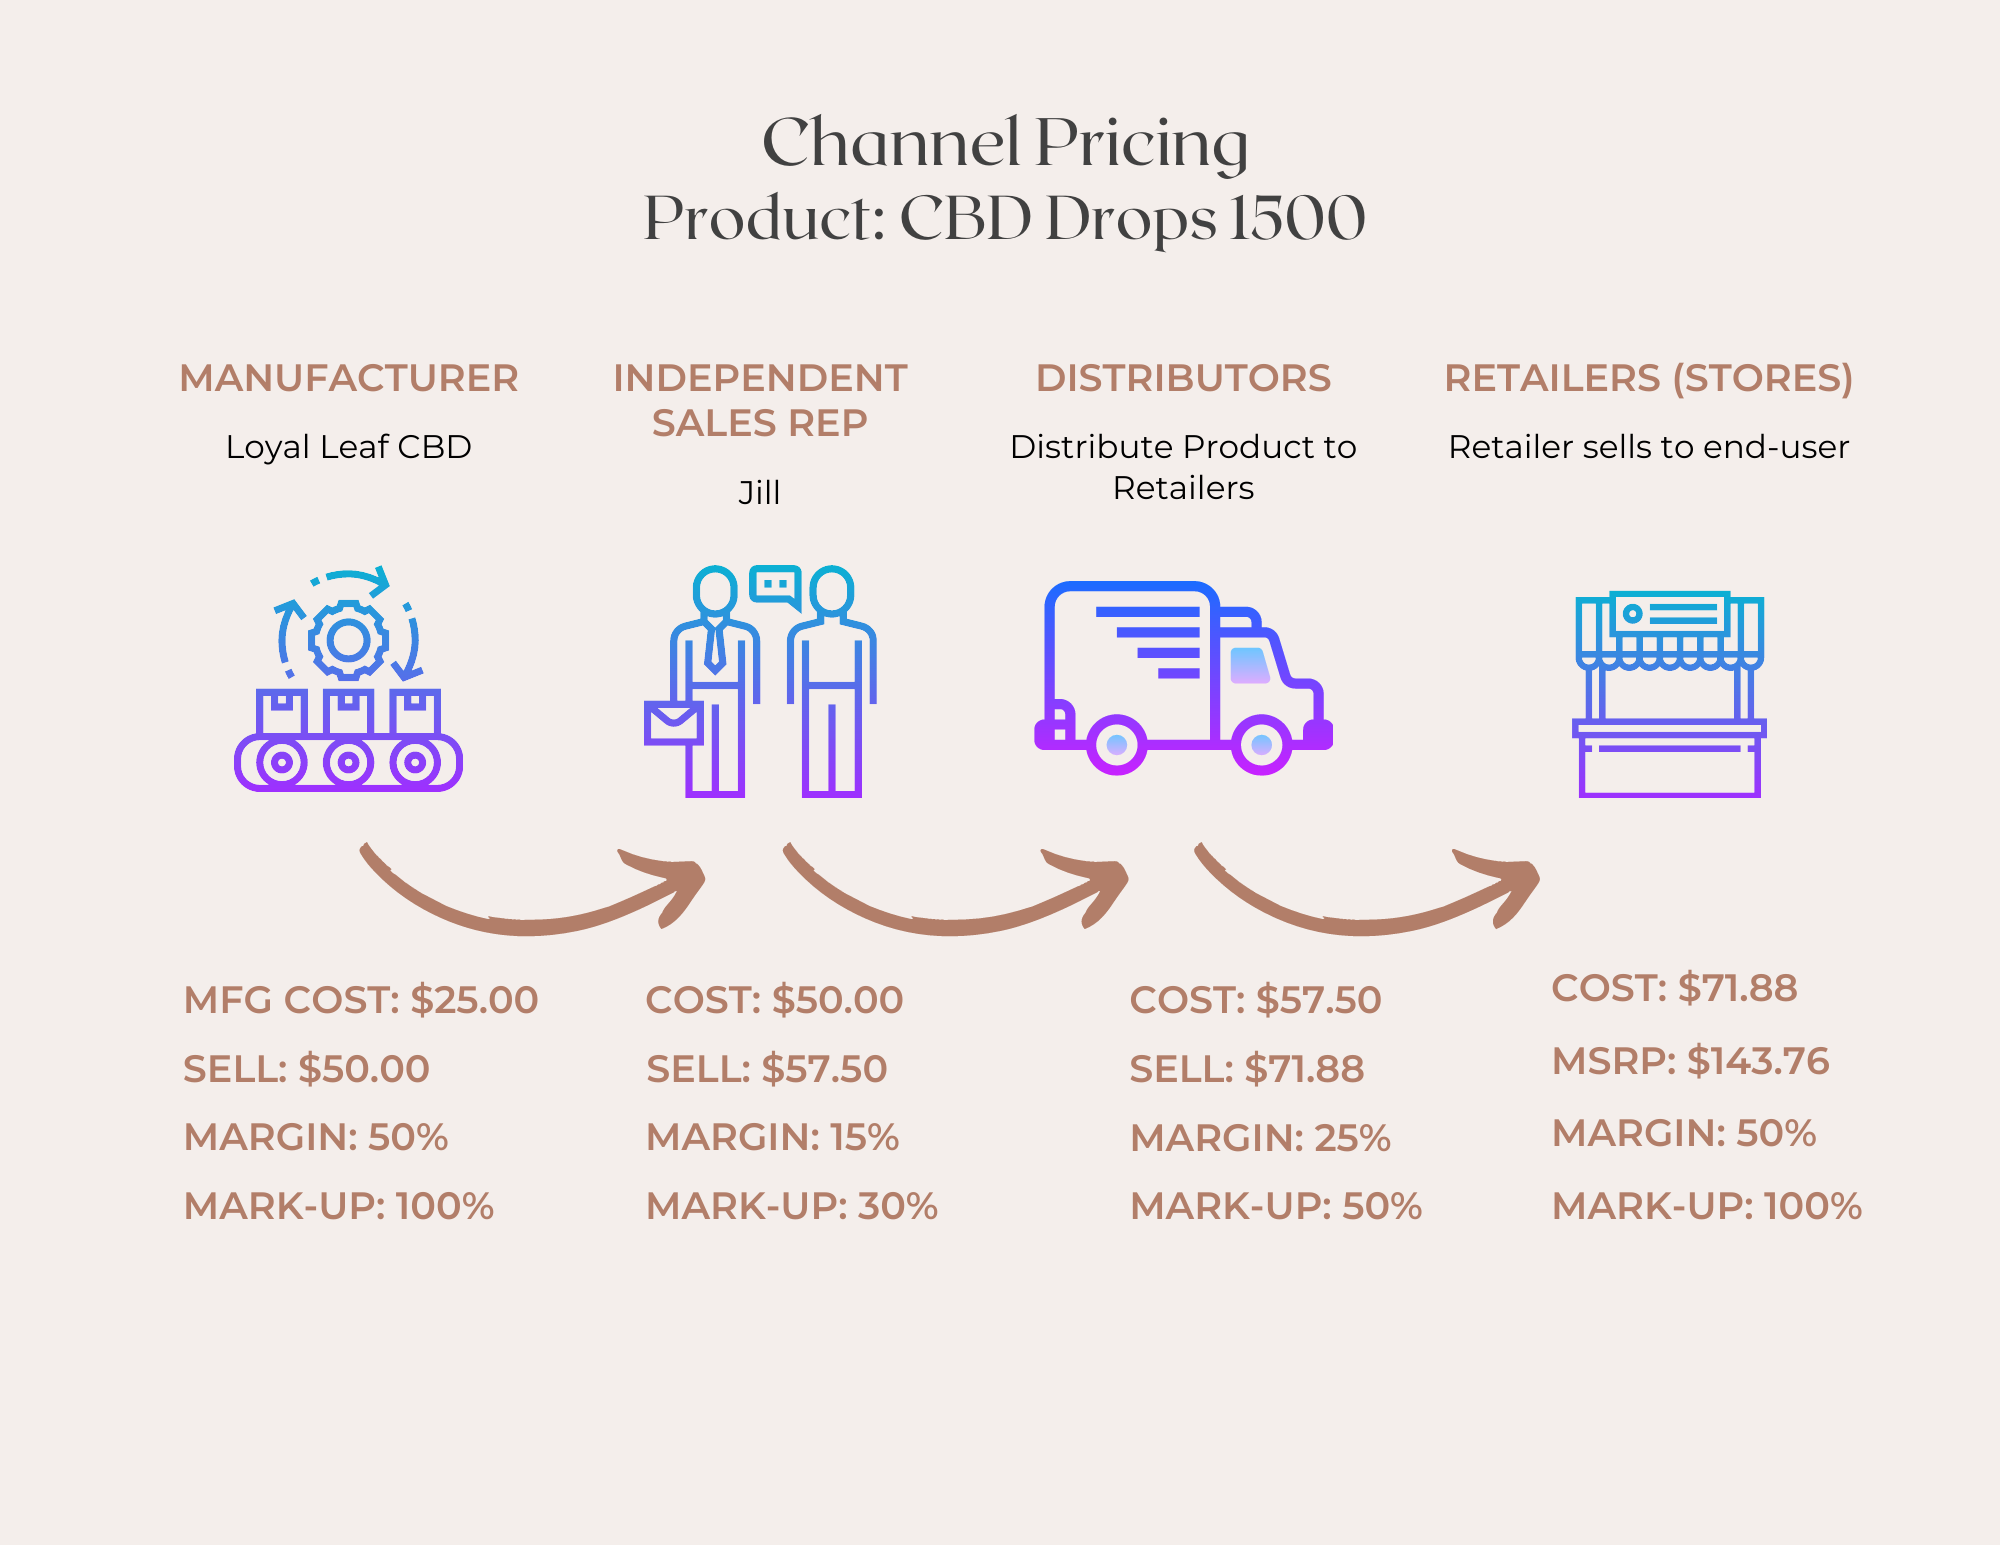 Channel Pricing
Product: CBD Drops 1500
MANUFACTURER
Loyal Leaf CBD
INDEPENDENT
SALES REP
Jill
DISTRIBUTORS
Distribute Product to
Retailers
RETAILERS (STORES)
Retailer sells to end-user
MFG COST: $25.00
SELL: $50.00
MARGIN: 50%
MARK-UP: 100%
COST: $50.00
SELL: $57.50
MARGIN: 15%
MARK-UP: 30%
COST: $57.50
SELL: $71.88
MARGIN: 25%
MARK-UP: 50%
COST: $71.88
MSRP: $143.76
MARGIN: 50%
MARK-UP: 100%